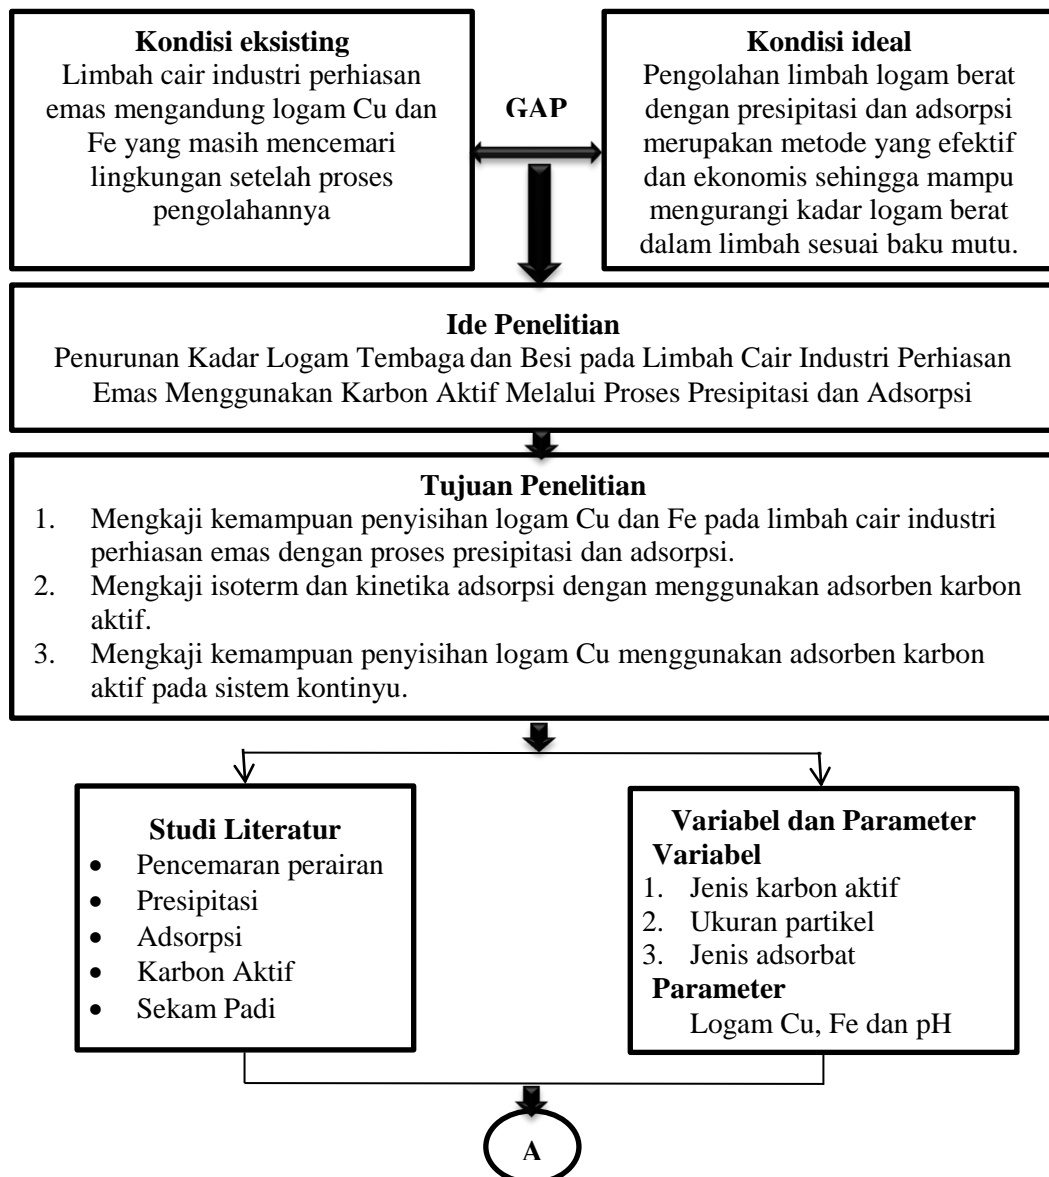 Kondisi eksisting
Limbah cair industri perhiasan
emas mengandung logam Cu dan
Fe yang masih mencemari
lingkungan setelah proses
pengolahannya
GAP
Kondisi ideal
Pengolahan limbah logam berat
dengan presipitasi dan adsorpsi
merupakan metode yang efektif
dan ekonomis sehingga mampu
mengurangi kadar logam berat
dalam limbah sesuai baku mutu.
Ide Penelitian
Penurunan Kadar Logam Tembaga dan Besi pada Limbah Cair Industri Perhiasan
Emas Menggunakan Karbon Aktif Melalui Proses Presipitasi dan Adsorpsi
Tujuan Penelitian
1. Mengkaji kemampuan penyisihan logam Cu dan Fe pada limbah cair industri
perhiasan emas dengan proses presipitasi dan adsorpsi.
2. Mengkaji isoterm dan kinetika adsorpsi dengan menggunakan adsorben karbon
aktif.
3. Mengkaji kemampuan penyisihan logam Cu menggunakan adsorben karbon
aktif pada sistem kontinyu.
Studi Literatur
• Pencemaran perairan
• Presipitasi
• Adsorpsi
• Karbon Aktif
• Sekam Padi
Variabel dan Parameter
Variabel
1. Jenis karbon aktif
2. Ukuran partikel
3. Jenis adsorbat
Parameter
Logam Cu, Fe dan pH
A